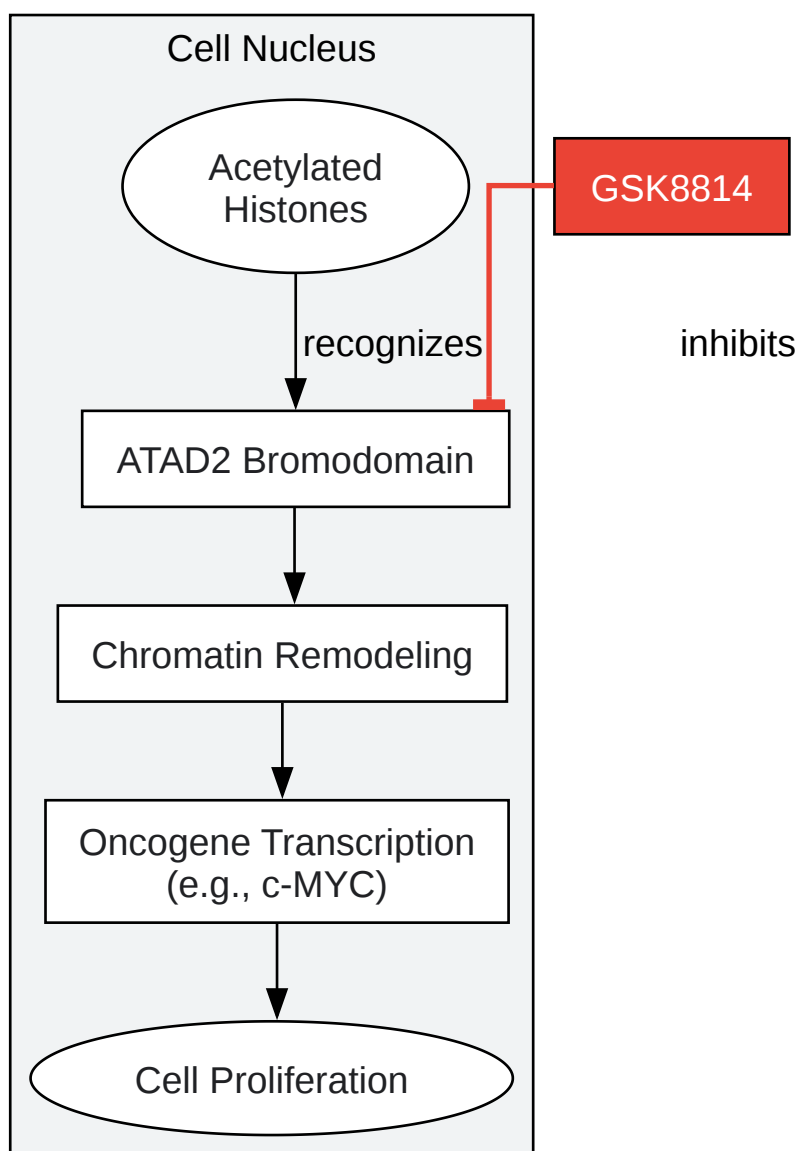 Cell Nucleus
Acetylated
Histones
GSK8814
recognizes
inhibits
ATAD2 Bromodomain
Chromatin Remodeling
Oncogene Transcription
(e.g., c-MYC)
Cell Proliferation